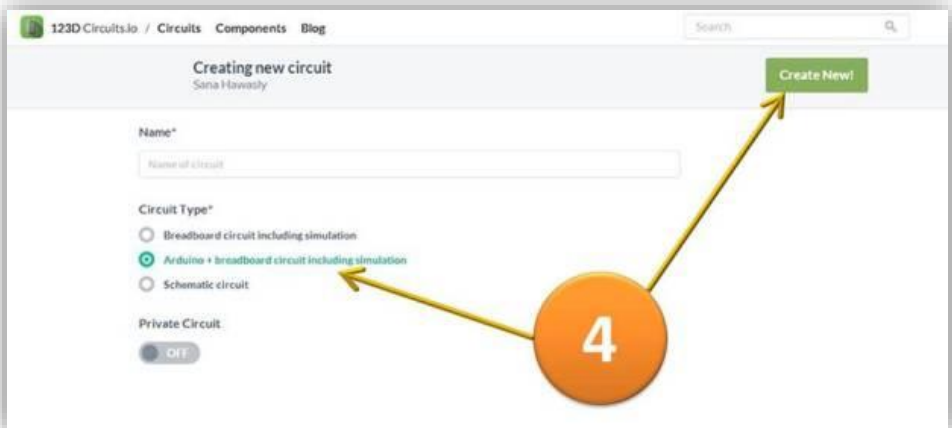 123D Circuits.io / Circuits Components Blog
Search
Creating new circuit
Sana Hawasly
Create New!
Name*
Name of circuit
Circuit Type*
Breadboard circuit including simulation
Arduino + breadboard circuit including simulation
Schematic circuit
Private Circuit
OFF
4